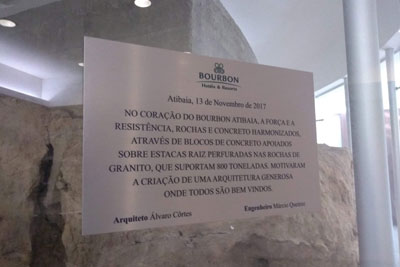 BOURBON
Hotéis & Resorts
Atibaia, 13 de Novembro de 2017
NO CORAÇÃO DO BOURBON ATIBAIA, A FORÇA E A
RESISTÊNCIA, ROCHAS E CONCRETO HARMONIZADOS,
ATRAVÉS DE BLOCOS DE CONCRETO APOIADOS
SOBRE ESTACAS RAIZ PERFURADAS NAS ROCHAS DE
GRANITO, QUE SUPORTAM 800 TONELADAS. MOTIVARAM
A CRIAÇÃO DE UMA ARQUITETURA GENEROSA
ONDE TODOS SÃO BEM VINDOS.
Arquiteto Álvaro Côrtes
Engenheiro Márcio Queiroz